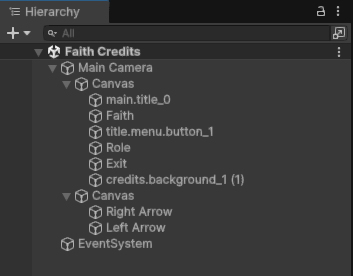 Hierarchy
All
Faith Credits
Main Camera
Canvas
main.title_0
Faith
title.menu.button_1
Role
Exit
credits.background_1 (1)
Canvas
Right Arrow
Left Arrow
EventSystem